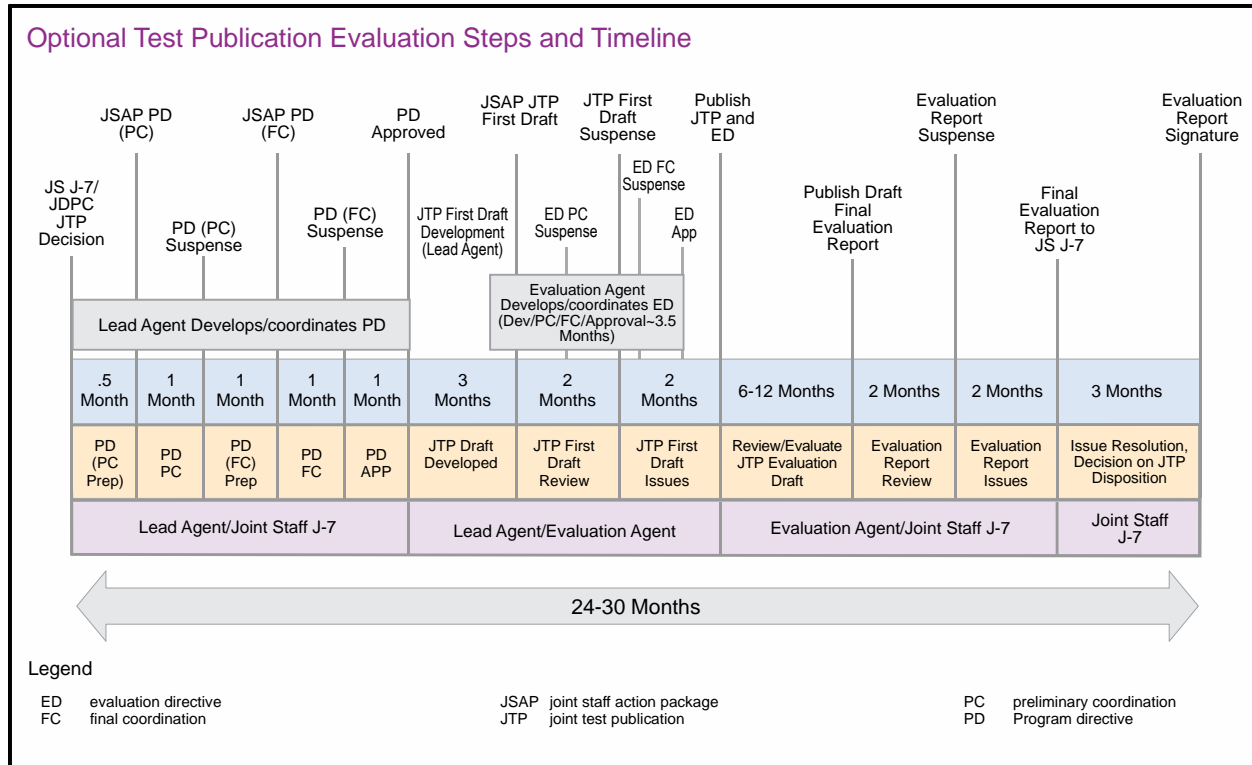 Optional Test Publication Evaluation Steps and Timeline
JS J-7/
JDPC
JTP
Decision
JSAP PD
(PC)
PD (PC)
Suspense
JSAP PD
(FC)
PD (FC)
Suspense
PD
Approved
JTP First Draft
Development
(Lead Agent)
JSAP JTP
First Draft
ED PC
Suspense
JTP First
Draft
Suspense
ED FC
Suspense
ED
App
Publish
JTP and
ED
Publish Draft
Final
Evaluation
Report
Evaluation
Report
Suspense
Final
Evaluation
Report to
JS J-7
Evaluation
Report
Signature
Lead Agent Develops/coordinates PD
Evaluation Agent
Develops/coordinates ED
(Dev/PC/FC/Approval~3.5
Months)
.5
Month
1
Month
1
Month
1
Month
1
Month
3
Months
2
Months
2
Months
6-12 Months
2 Months
2 Months
3 Months
PD
(PC
Prep)
PD
PC
PD
(FC)
Prep
PD
FC
PD
APP
JTP Draft
Developed
JTP First
Draft
Review
JTP First
Draft
Issues
Review/Evaluate
JTP Evaluation
Draft
Evaluation
Report
Review
Evaluation
Report
Issues
Issue Resolution,
Decision on JTP
Disposition
Lead Agent/Joint Staff J-7
Lead Agent/Evaluation Agent
Evaluation Agent/Joint Staff J-7
Joint Staff
J-7
24-30 Months
Legend
ED evaluation directive
FC final coordination
JSAP joint staff action package
JTP joint test publication
PC preliminary coordination
PD Program directive